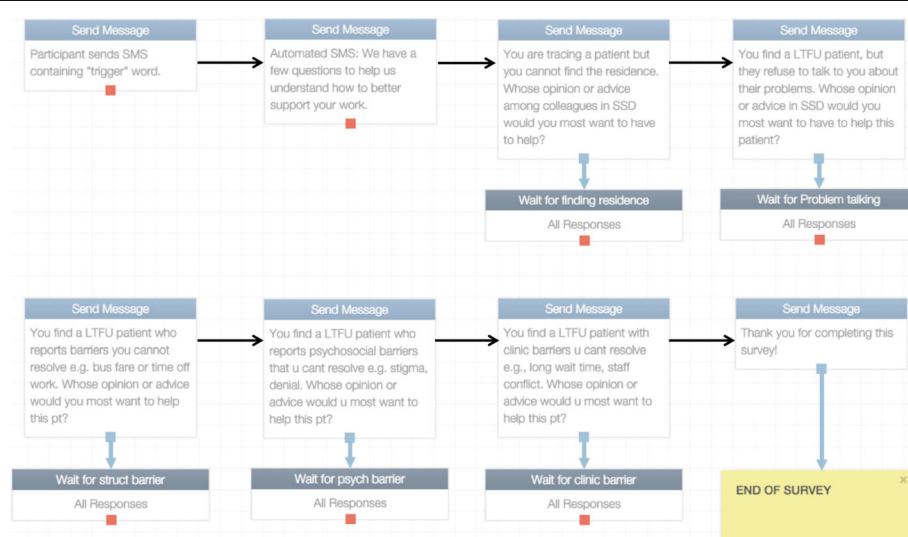 Send Message
Participant sends SMS
containing "trigger" word.
Send Message
Automated SMS: We have a
few questions to help us
understand how to better
support your work.
Send Message
You are tracing a patient but
you cannot find the residence.
Whose opinion or advice
among colleagues in SSD
would you most want to have
to help?
Wait for finding residence
All Responses
Send Message
You find a LTFU patient, but
they refuse to talk to you about
their problems. Whose opinion
or advice in SSD would you
most want to have to help this
patient?
Wait for Problem talking
All Responses
Send Message
You find a LTFU patient who
reports barriers you cannot
resolve e.g. bus fare or time off
work. Whose opinion or advice
would you most want to help
this pt?
Wait for struct barrier
All Responses
Send Message
You find a LTFU patient who
reports psychosocial barriers
that u cant resolve e.g. stigma,
denial. Whose opinion or
advice would u most want to
help this pt?
Wait for psych barrier
All Responses
Send Message
You find a LTFU patient with
clinic barriers u cant resolve
e.g., long wait time, staff
conflict. Whose opinion or
advice would u most want to
help this pt?
Wait for clinic barrier
All Responses
Send Message
Thank you for completing this
survey!
END OF SURVEY